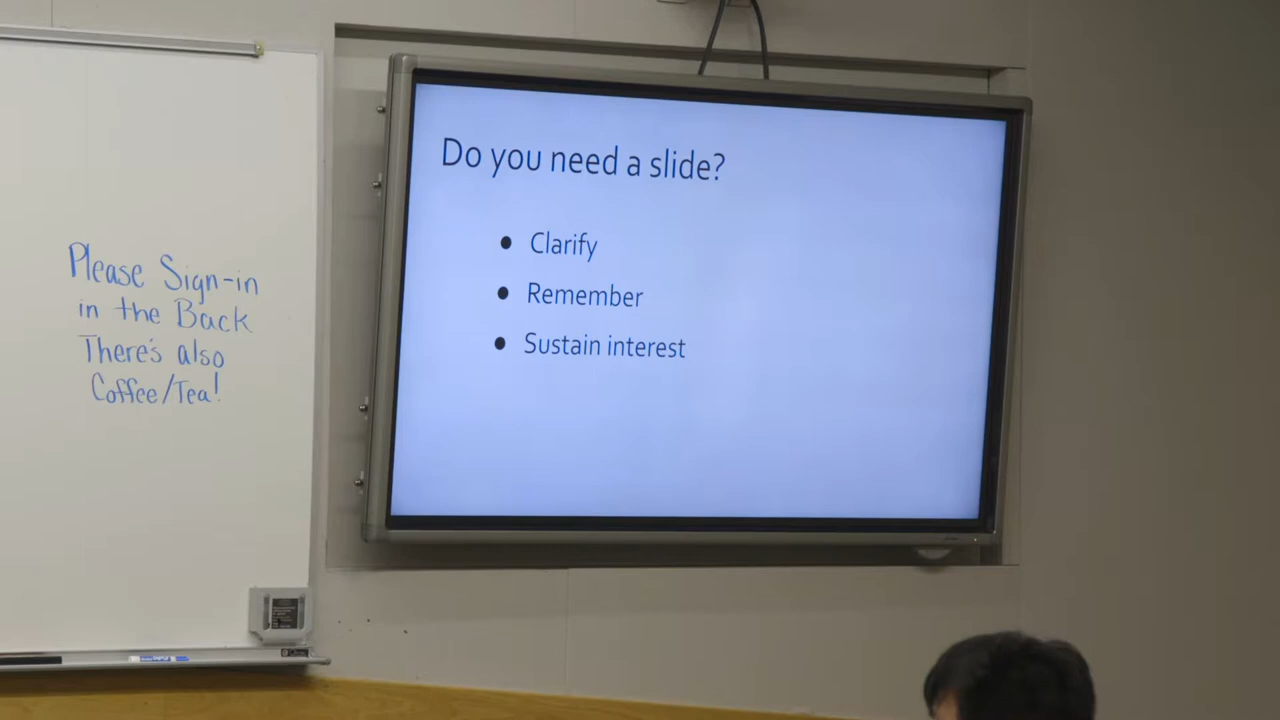 Please Sign-in
in the Back
There's also
Coffee/Tea!
Do you need a slide?
● Clarify
● Remember
● Sustain interest